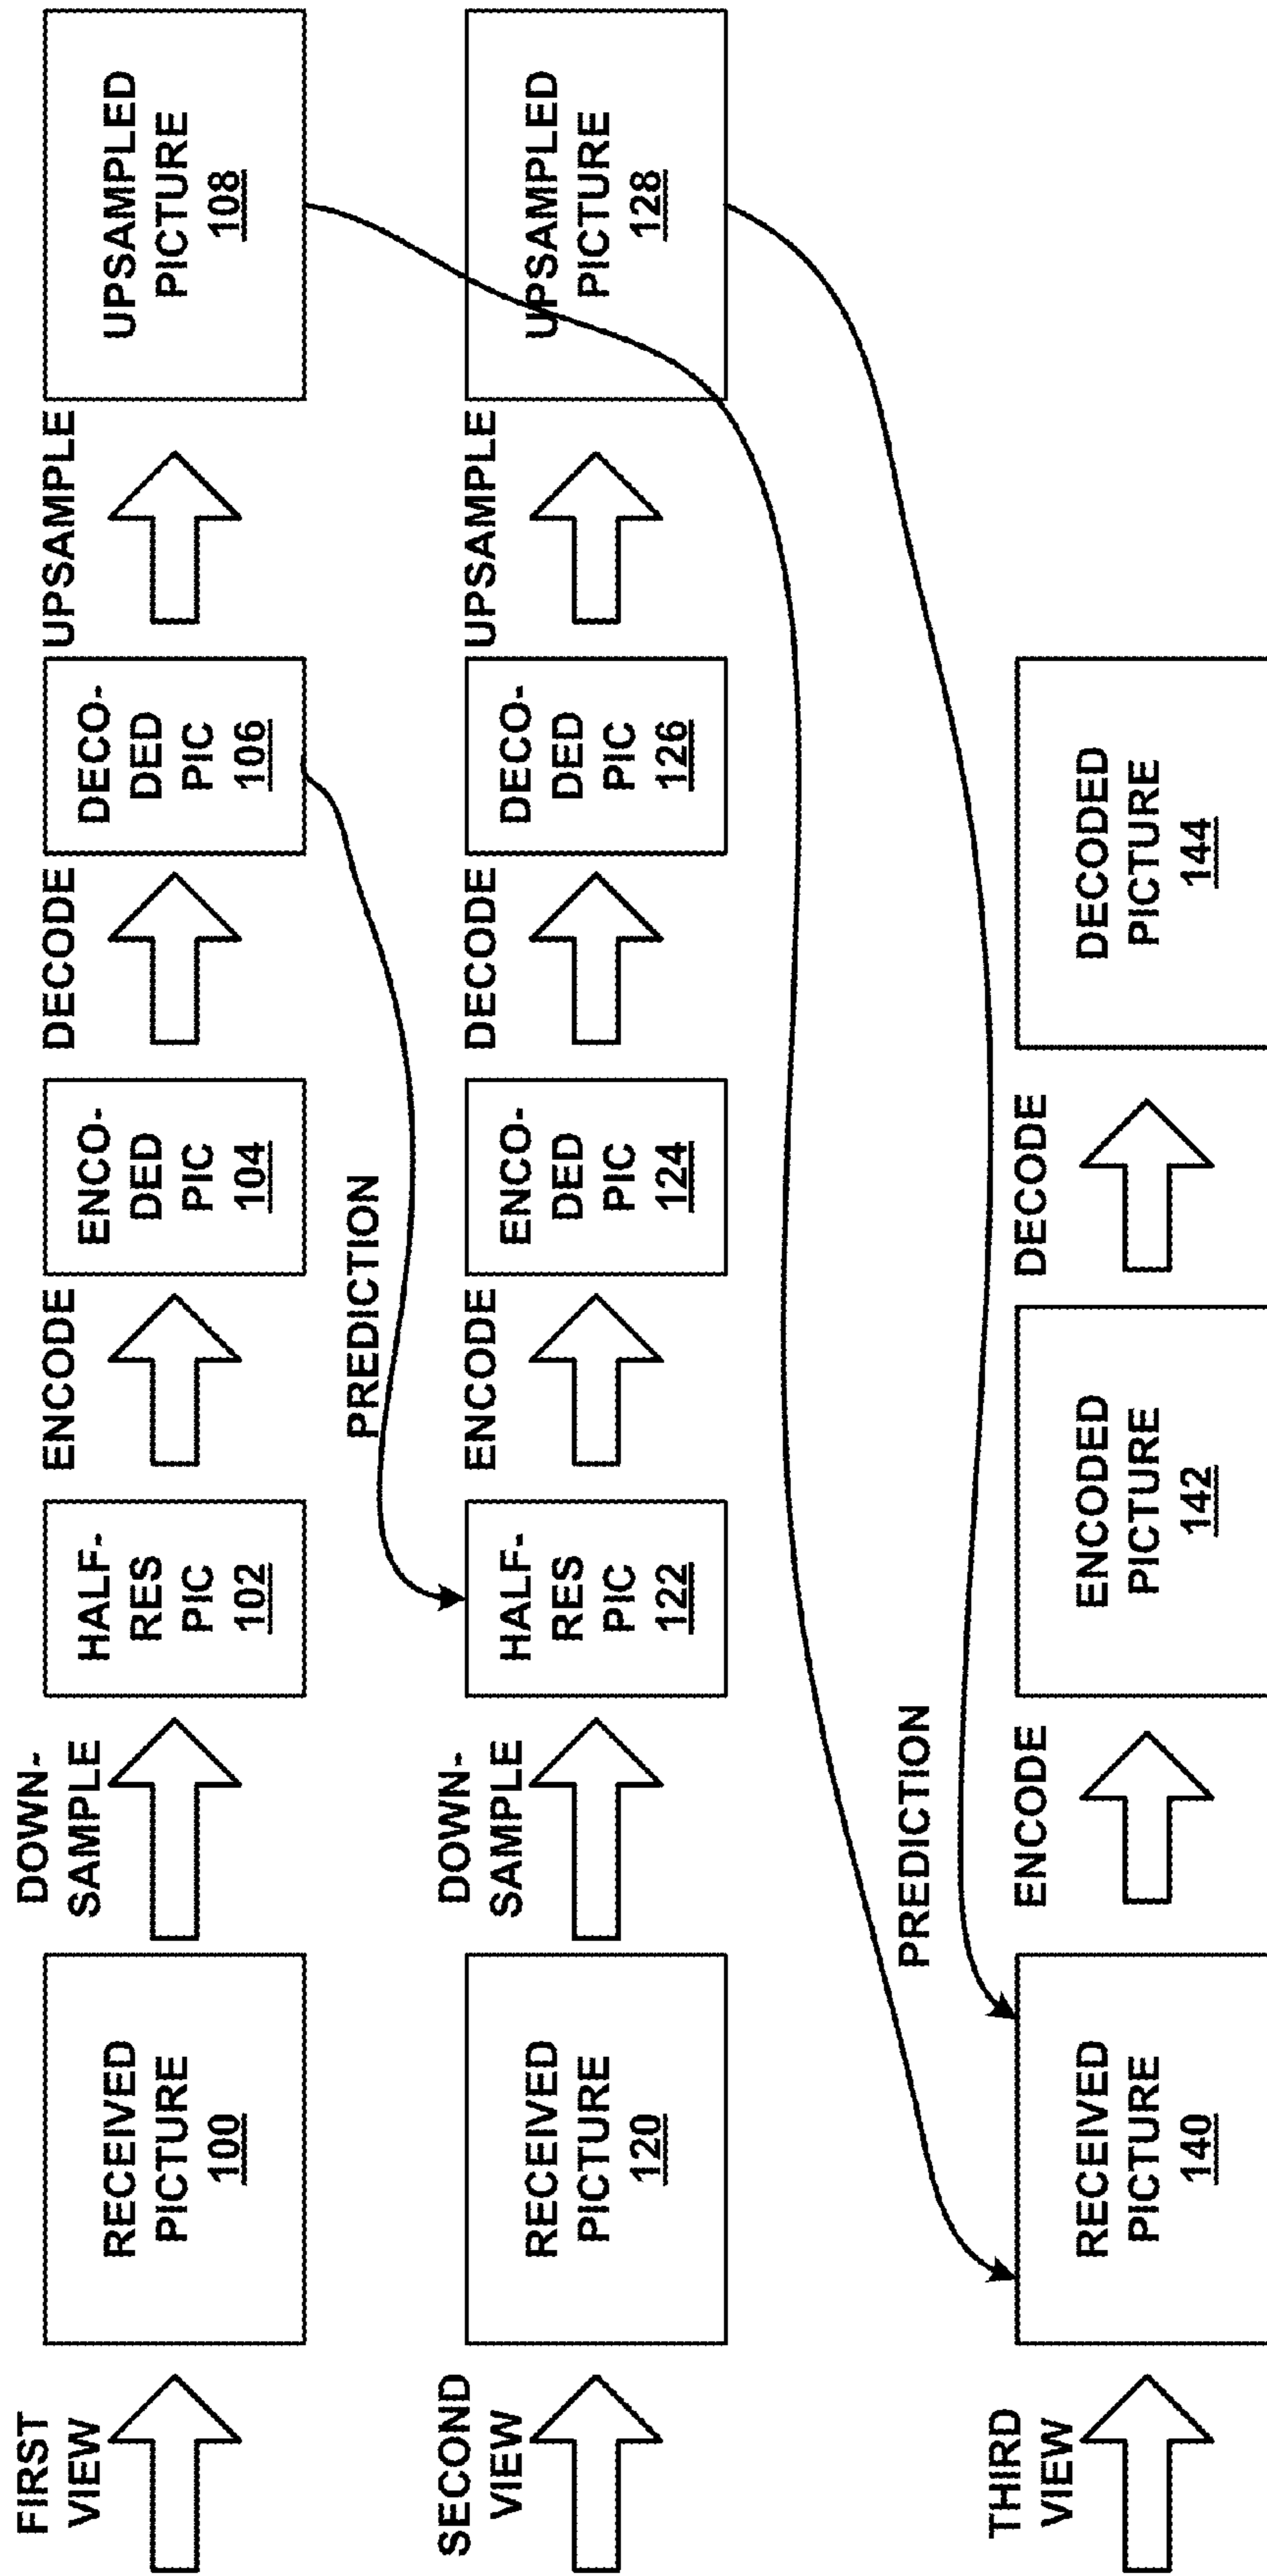 FIRST
VIEW
RECEIVED
PICTURE
100
DOWN-
SAMPLE
HALF-
RES
PIC
102
ENCODE
ENCO-
DED
PIC
104
DECODE
DECO-
DED
PIC
106
UPSAMPLE
UPSAMPLED
PICTURE
108
PREDICTION
SECOND
VIEW
RECEIVED
PICTURE
120
DOWN-
SAMPLE
HALF-
RES
PIC
122
ENCODE
ENCO-
DED
PIC
124
DECODE
DECO-
DED
PIC
126
UPSAMPLE
UPSAMPLED
PICTURE
128
PREDICTION
THIRD
VIEW
RECEIVED
PICTURE
140
ENCODE
ENCODED
PICTURE
142
DECODE
DECODED
PICTURE
144